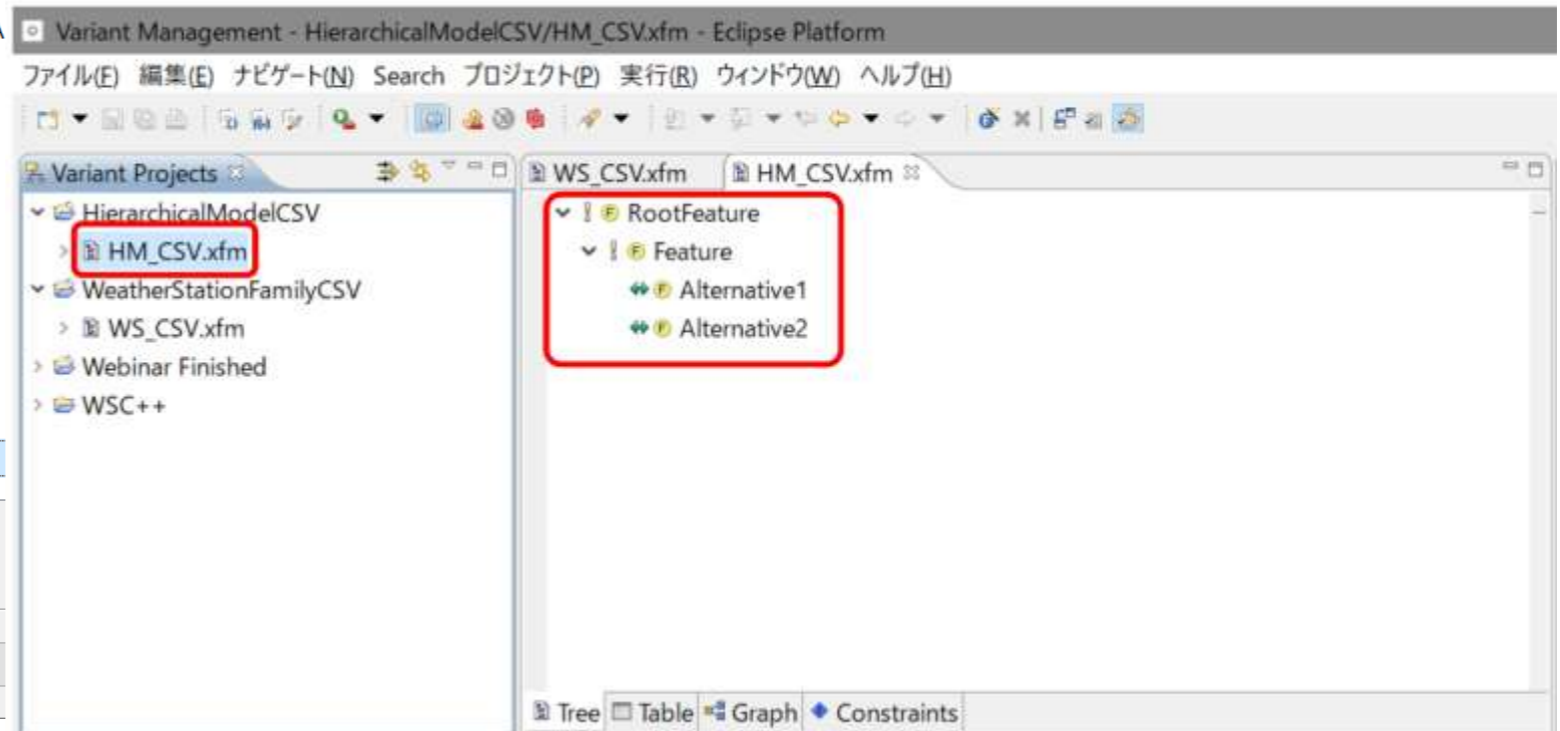 Variant Management - HierarchicalModelCSV/HM_CSV.xfm - Eclipse Platform
ファイル(F) 編集(E) ナビゲート(N) Search プロジェクト(P) 実行(R) ウィンドウ(W) ヘルプ(H)
Variant Projects
HierarchicalModelCSV
HM_CSV.xfm
WeatherStationFamilyCSV
WS_CSV.xfm
Webinar Finished
WSC++
WS_CSV.xfm HM_CSV.xfm
RootFeature
Feature
Alternative1
Alternative2
Tree Table Graph Constraints